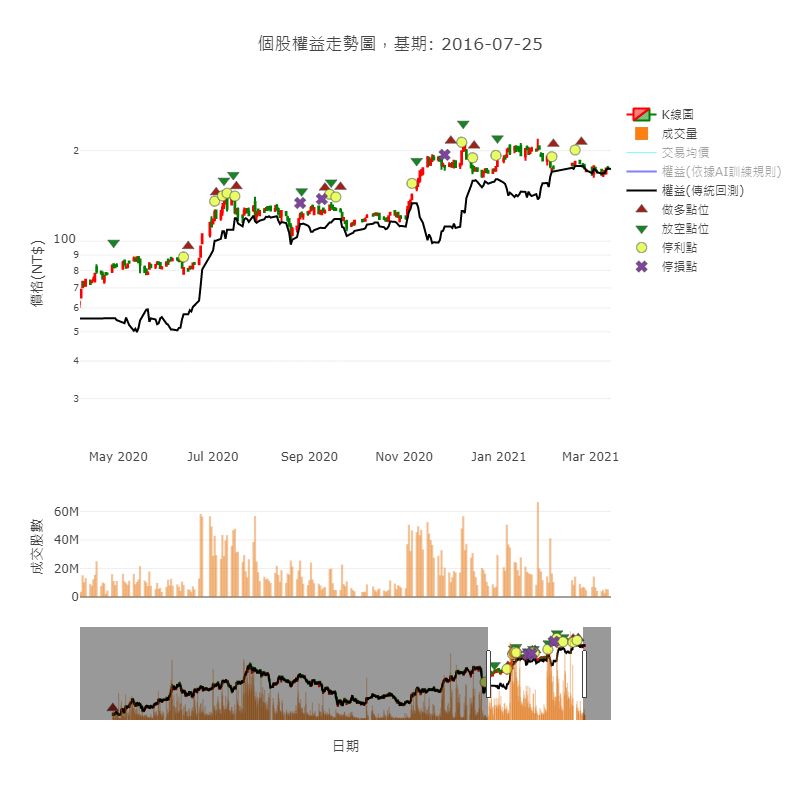 個股權益走勢圖，基期: 2016-07-25
K線圖
成交量
交易均價
權益(依據AI訓練規則)
權益(傳統回測)
做多點位
放空點位
停利點
停損點
價格(NT$)
2
100
9
8
7
6
5
4
3
May 2020
Jul 2020
Sep 2020
Nov 2020
Jan 2021
Mar 2021
成交股數
60M
40M
20M
0
日期